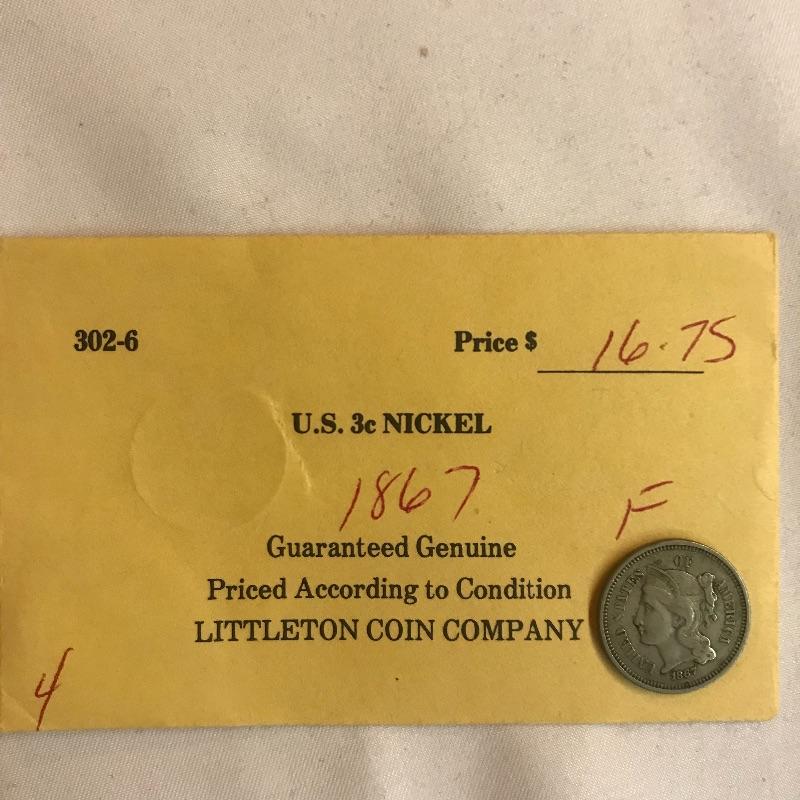 302-6 Price $ 16.75
U.S. 3c NICKEL
1867 F
Guaranteed Genuine
Priced According to Condition
LITTLETON COIN COMPANY
4
UNITED STATES OF AMERICA
1867